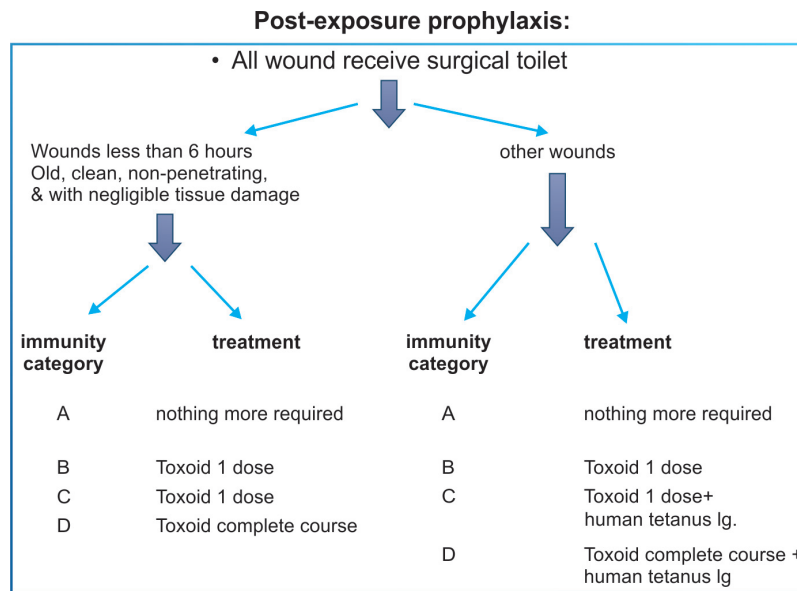 Post-exposure prophylaxis:
• All wound receive surgical toilet
Wounds less than 6 hours
Old, clean, non-penetrating,
& with negligible tissue damage
other wounds
immunity
category
treatment
A nothing more required
B Toxoid 1 dose
C Toxoid 1 dose
D Toxoid complete course
immunity
category
treatment
A nothing more required
B Toxoid 1 dose
C Toxoid 1 dose+
human tetanus Ig.
D Toxoid complete course +
human tetanus Ig